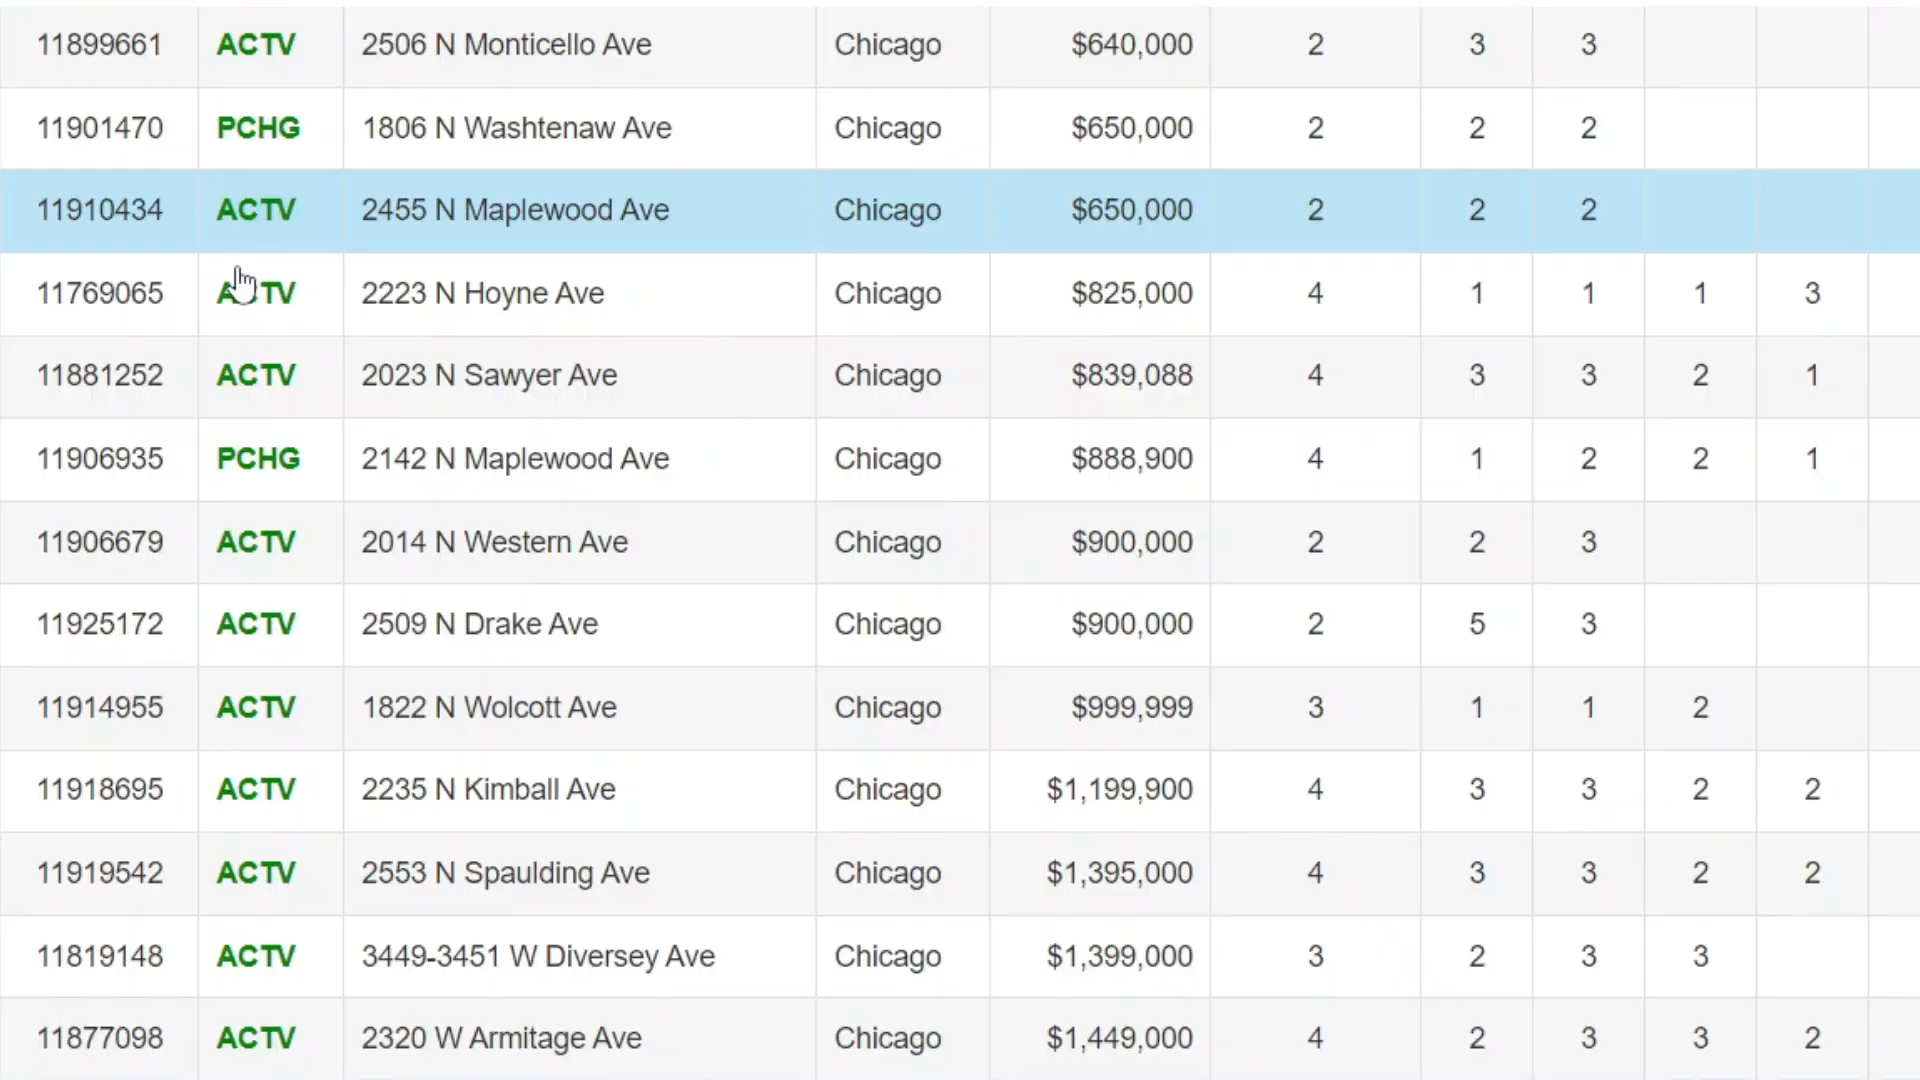 11899661 ACTV 2506 N Monticello Ave Chicago $640,000 2 3 3
11901470 PCHG 1806 N Washtenaw Ave Chicago $650,000 2 2 2
11910434 ACTV 2455 N Maplewood Ave Chicago $650,000 2 2 2
11769065 ACTV 2223 N Hoyne Ave Chicago $825,000 4 1 1 1 3
11881252 ACTV 2023 N Sawyer Ave Chicago $839,088 4 3 3 2 1
11906935 PCHG 2142 N Maplewood Ave Chicago $888,900 4 1 2 2 1
11906679 ACTV 2014 N Western Ave Chicago $900,000 2 2 3
11925172 ACTV 2509 N Drake Ave Chicago $900,000 2 5 3
11914955 ACTV 1822 N Wolcott Ave Chicago $999,999 3 1 1 2
11918695 ACTV 2235 N Kimball Ave Chicago $1,199,900 4 3 3 2 2
11919542 ACTV 2553 N Spaulding Ave Chicago $1,395,000 4 3 3 2 2
11819148 ACTV 3449-3451 W Diversey Ave Chicago $1,399,000 3 2 3 3
11877098 ACTV 2320 W Armitage Ave Chicago $1,449,000 4 2 3 3 2